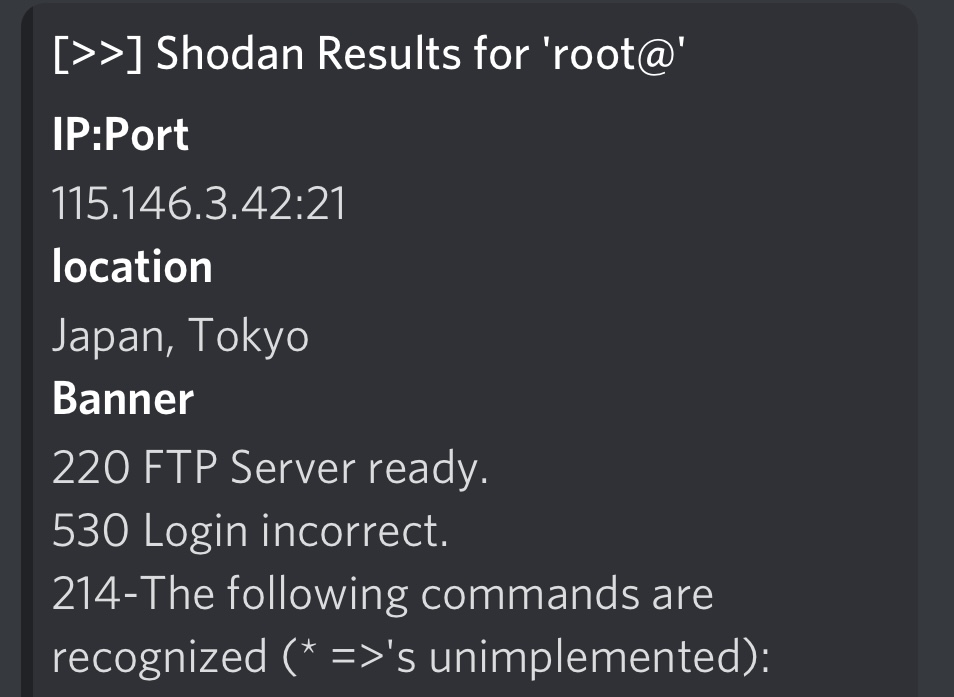 [>>] Shodan Results for 'root@'
IP:Port
115.146.3.42:21
location
Japan, Tokyo
Banner
220 FTP Server ready.
530 Login incorrect.
214-The following commands are
recognized (* =>'s unimplemented):